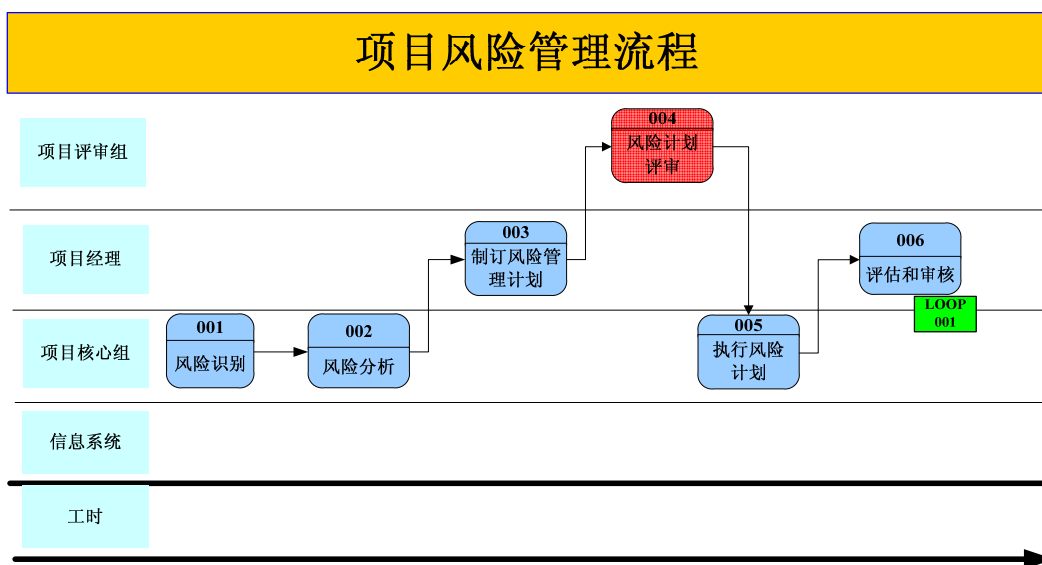 项目风险管理流程
项目评审组
004
风险计划
评审
项目经理
003
制订风险管
理计划
006
评估和审核
LOOP
001
项目核心组
001
风险识别
002
风险分析
005
执行风险
计划
信息系统
工时